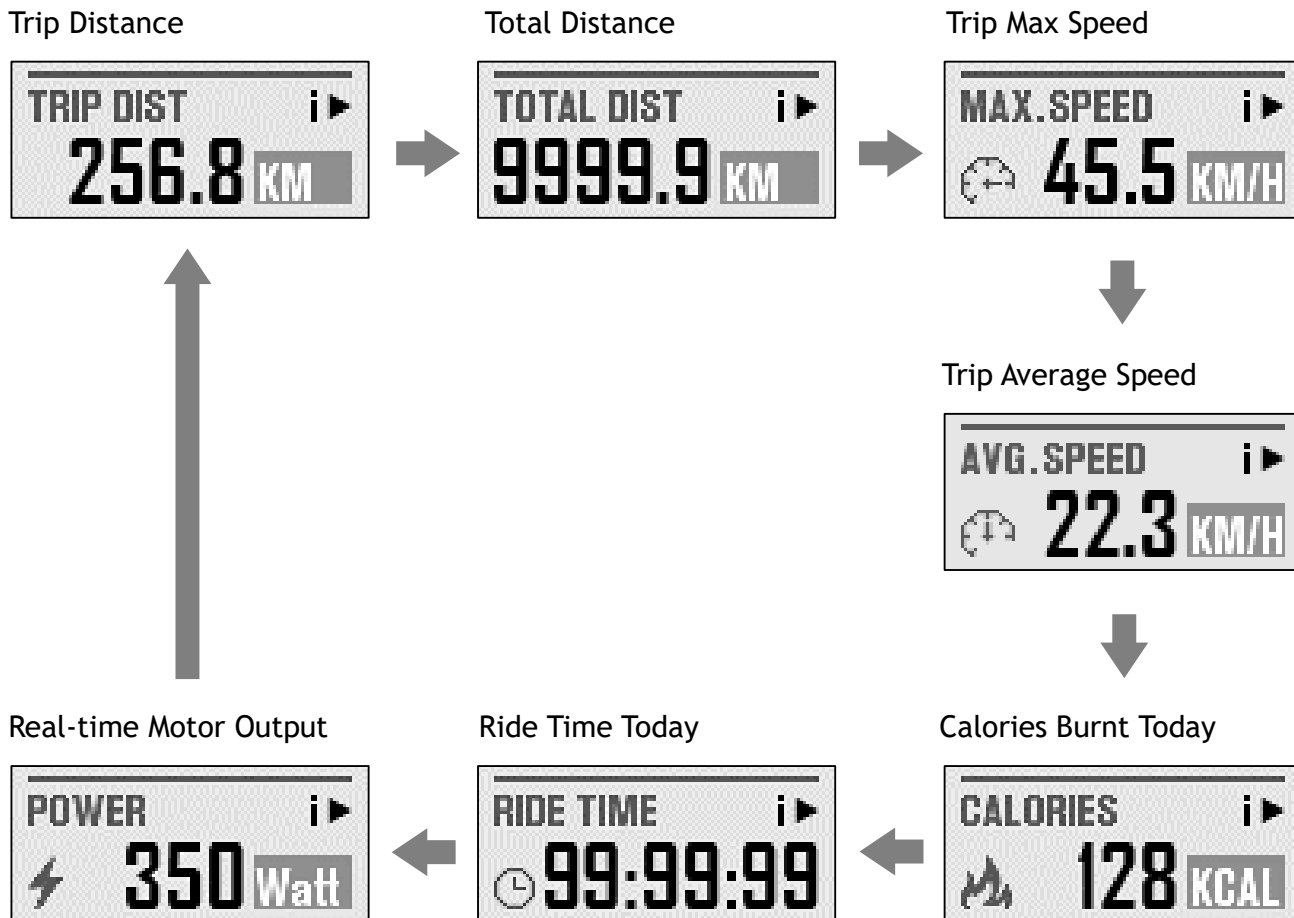 Trip Distance
TRIP DIST i
256.8 KM
Total Distance
TOTAL DIST i
9999.9 KM
Trip Max Speed
MAX.SPEED i
45.5 KM/H
Trip Average Speed
AVG.SPEED i
22.3 KM/H
Calories Burnt Today
CALORIES i
128 KCAL
Ride Time Today
RIDE TIME i
99:99:99
Real-time Motor Output
POWER i
350 Watt